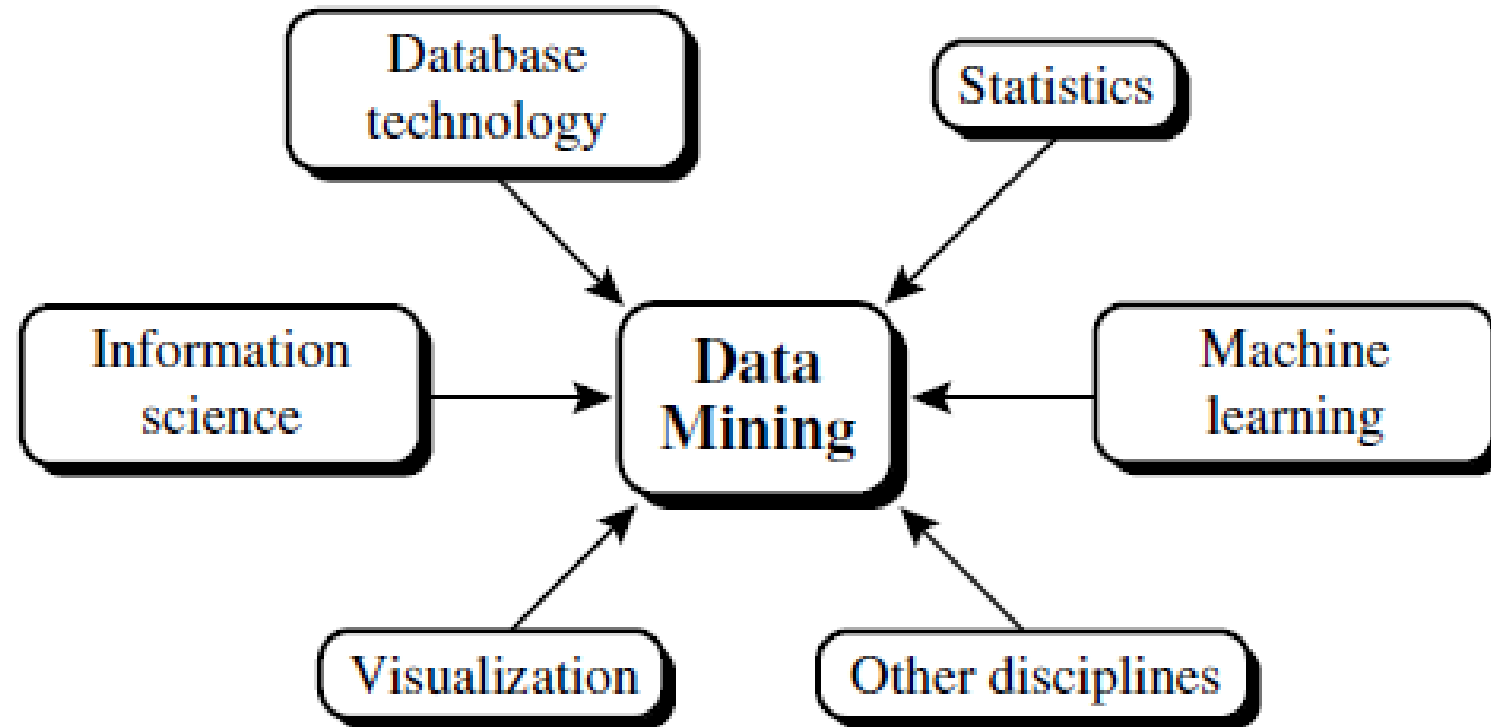 Database
technology
Statistics
Information
science
Data
Mining
Machine
learning
Visualization
Other disciplines